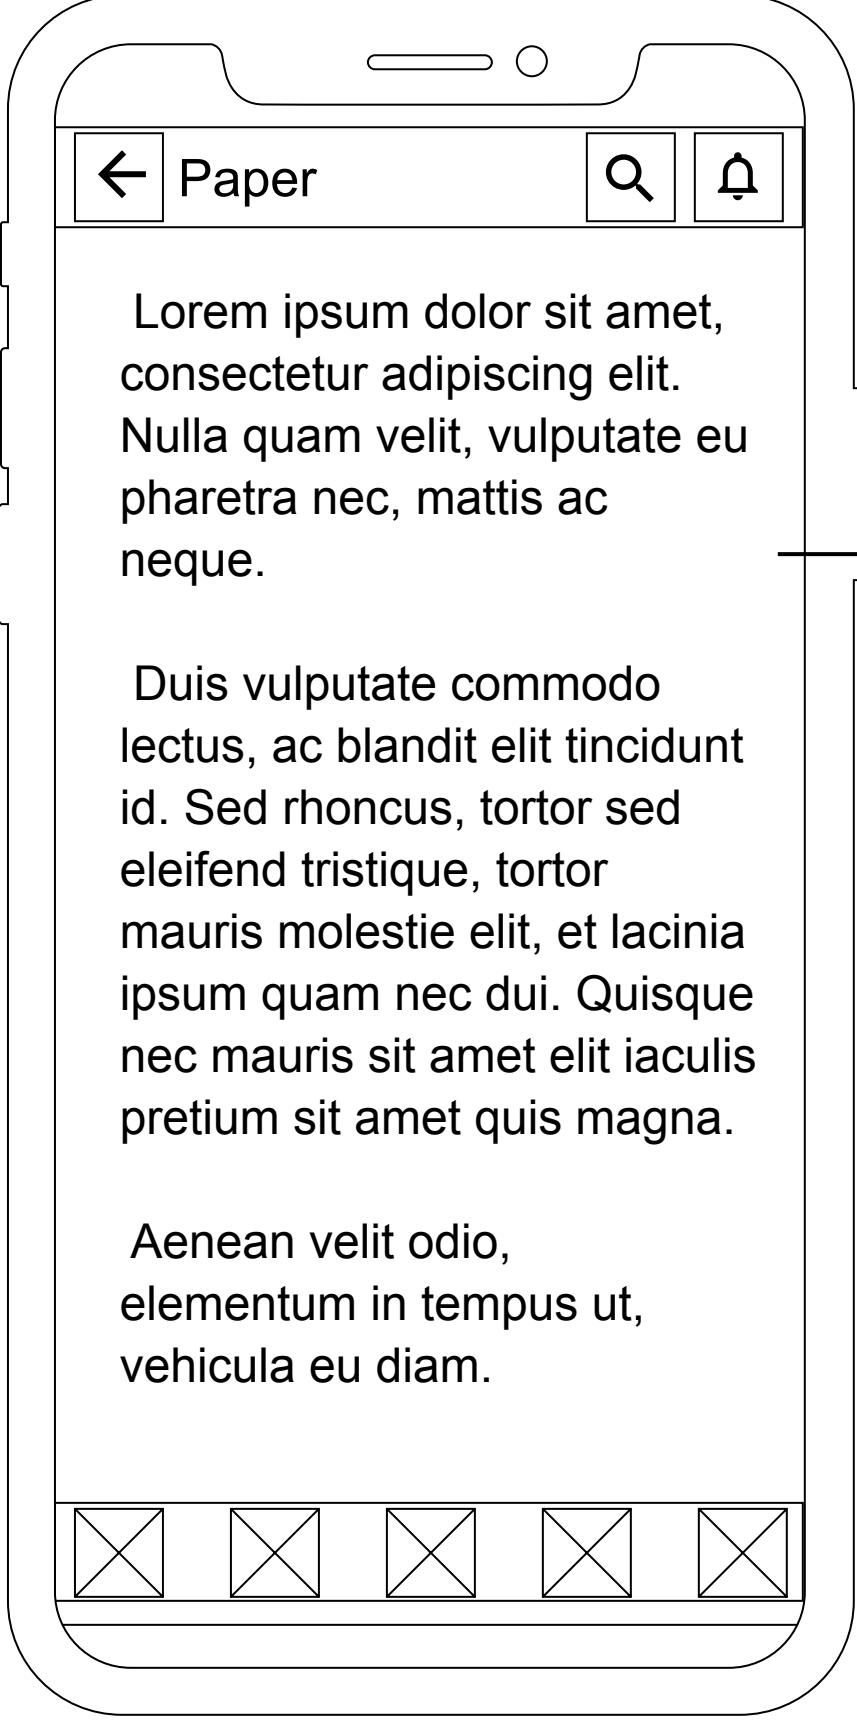 Paper
Lorem ipsum dolor sit amet,
consectetur adipiscing elit.
Nulla quam velit, vulputate eu
pharetra nec, mattis ac
neque.
Duis vulputate commodo
lectus, ac blandit elit tincidunt
id. Sed rhoncus, tortor sed
eleifend tristique, tortor
mauris molestie elit, et lacinia
ipsum quam nec dui. Quisque
nec mauris sit amet elit iaculis
pretium sit amet quis magna.
Aenean velit odio,
elementum in tempus ut,
vehicula eu diam.